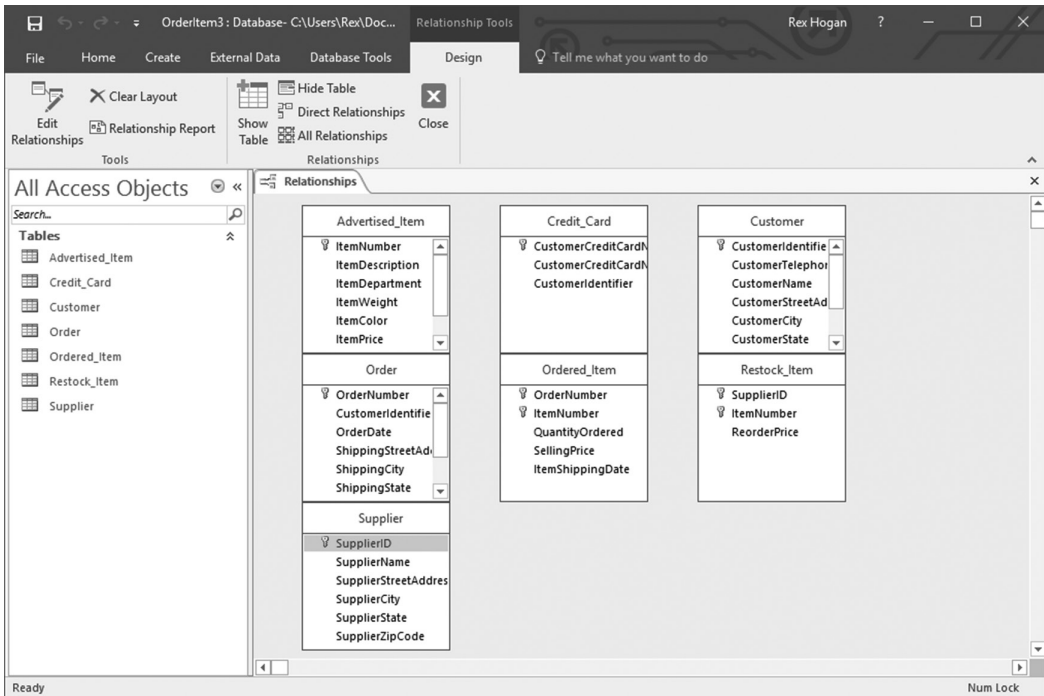 OrderItem3 : Database- C:\Users\Rex\Doc...
Relationship Tools
Rex Hogan
?
File
Home
Create
External Data
Database Tools
Design
Tell me what you want to do
Edit Relationships
Clear Layout
Relationship Report
Tools
Show Table
Hide Table
Direct Relationships
All Relationships
Relationships
Close
All Access Objects
Search...
Tables
Advertised_Item
Credit_Card
Customer
Order
Ordered_Item
Restock_Item
Supplier
Relationships
Advertised_Item
ItemNumber
ItemDescription
ItemDepartment
ItemWeight
ItemColor
ItemPrice
Credit_Card
CustomerCreditCardN
CustomerCreditCardN
CustomerIdentifier
Customer
CustomerIdentifie
CustomerTelephor
CustomerName
CustomerStreetAd
CustomerCity
CustomerState
Order
OrderNumber
CustomerIdentifie
OrderDate
ShippingStreetAd
ShippingCity
ShippingState
Ordered_Item
OrderNumber
ItemNumber
QuantityOrdered
SellingPrice
ItemShippingDate
Restock_Item
SupplierID
ItemNumber
ReorderPrice
Supplier
SupplierID
SupplierName
SupplierStreetAddres
SupplierCity
SupplierState
SupplierZipCode
Ready
Num Lock